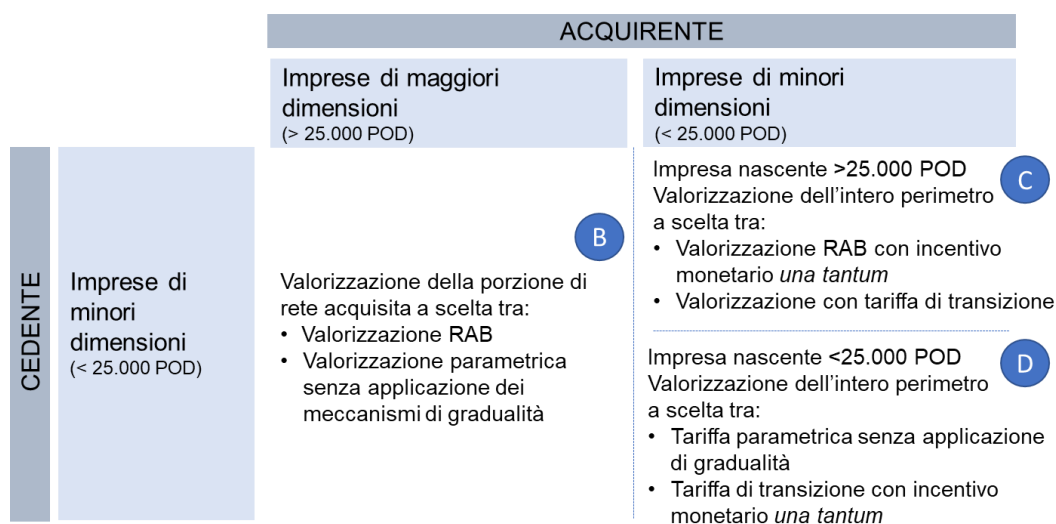 ACQUIRENTE
Imprese di maggiori
dimensioni
(> 25.000 POD)
Imprese di minori
dimensioni
(< 25.000 POD)
CEDENTE
Imprese di
minori
dimensioni
(< 25.000 POD)
B
Valorizzazione della porzione di
rete acquisita a scelta tra:
• Valorizzazione RAB
• Valorizzazione parametrica
senza applicazione dei
meccanismi di gradualità
Impresa nascente >25.000 POD
C
Valorizzazione dell'intero perimetro
a scelta tra:
• Valorizzazione RAB con incentivo
monetario una tantum
• Valorizzazione con tariffa di transizione
Impresa nascente <25.000 POD
D
Valorizzazione dell'intero perimetro
a scelta tra:
• Tariffa parametrica senza applicazione
di gradualità
• Tariffa di transizione con incentivo
monetario una tantum